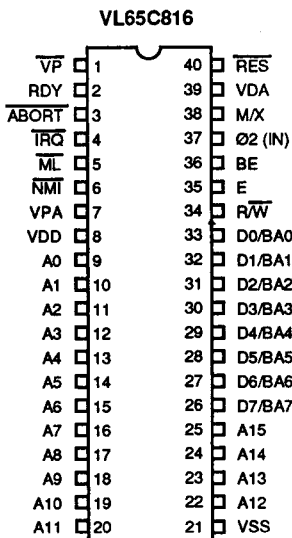 VL65C816
VP 1 40 RES
RDY 2 39 VDA
ABORT 3 38 M/X
IRQ 4 37 Ø2 (IN)
ML 5 36 BE
NMI 6 35 E
VPA 7 34 R/W
VDD 8 33 D0/BA0
A0 9 32 D1/BA1
A1 10 31 D2/BA2
A2 11 30 D3/BA3
A3 12 29 D4/BA4
A4 13 28 D5/BA5
A5 14 27 D6/BA6
A6 15 26 D7/BA7
A7 16 25 A15
A8 17 24 A14
A9 18 23 A13
A10 19 22 A12
A11 20 21 VSS